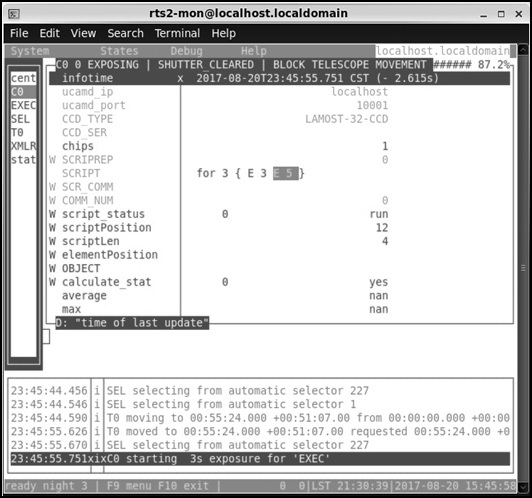 rts2-mon@localhost.localdomain
File Edit View Search Terminal Help
System States Debug Help localhost.localdomain
C0 0 EXPOSING | SHUTTER_CLEARED | BLOCK TELESCOPE MOVEMENT ###### 87.2%
cent infotime x 2017-08-20T23:45:55.751 CST (- 2.615s)
C0 ucamd_ip localhost
EXEC ucamd_port 10001
SEL CCD_TYPE LAMOST-32-CCD
T0 CCD_SER
XMLR chips 1
stat W SCRIPREP 0
SCRIPT for 3 { E 3 E 5 }
W SCR_COMM
W COMM_NUM 0
W script_status 0 run
W scriptPosition 12
W scriptLen 4
W elementPosition
W OBJECT
W calculate_stat 0 yes
average nan
max nan
D: "time of last update"
23:45:44.456 i SEL selecting from automatic selector 227
23:45:44.546 i SEL selecting from automatic selector 1
23:45:44.590 i T0 moving to 00:55:24.000 +00:51:07.00 from 00:00:00.000 +00:00
23:45:55.626 i T0 moved to 00:55:24.000 +00:51:07.00 requested 00:55:24.000 +0
23:45:55.670 i SEL selecting from automatic selector 227
23:45:55.751xixC0 starting 3s exposure for 'EXEC'
ready night 3 | F9 menu F10 exit | 0 0|LST 21:30:39|2017-08-20 15:45:58